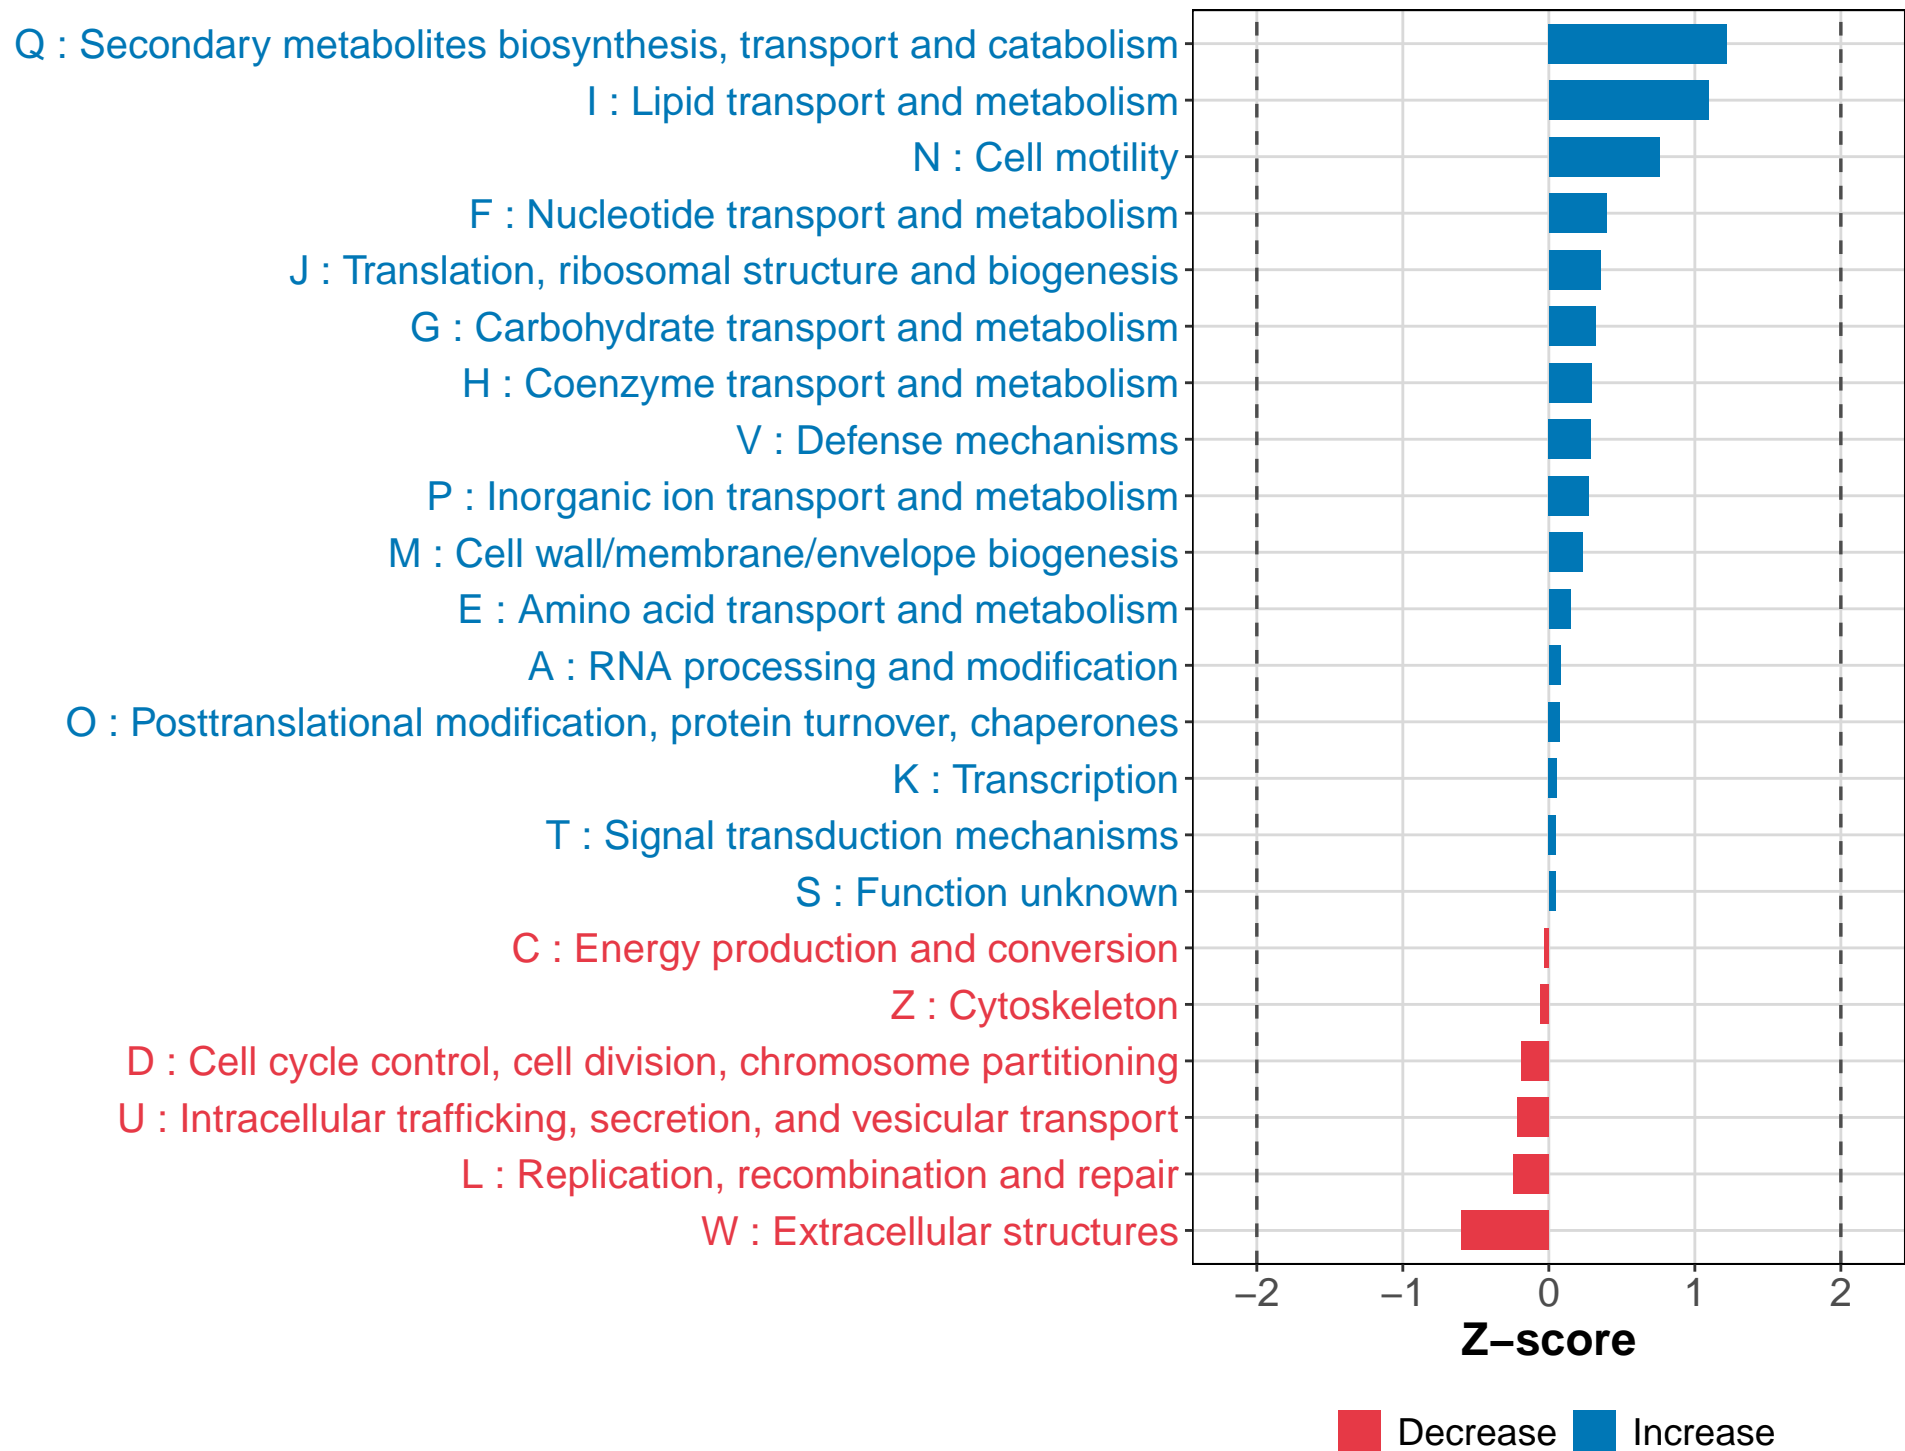 Q : Secondary metabolites biosynthesis, transport and catabolism
I : Lipid transport and metabolism
N : Cell motility
F : Nucleotide transport and metabolism
J : Translation, ribosomal structure and biogenesis
G : Carbohydrate transport and metabolism
H : Coenzyme transport and metabolism
V : Defense mechanisms
P : Inorganic ion transport and metabolism
M : Cell wall/membrane/envelope biogenesis
E : Amino acid transport and metabolism
A : RNA processing and modification
O : Posttranslational modification, protein turnover, chaperones
K : Transcription
T : Signal transduction mechanisms
S : Function unknown
C : Energy production and conversion
Z : Cytoskeleton
D : Cell cycle control, cell division, chromosome partitioning
U : Intracellular trafficking, secretion, and vesicular transport
L : Replication, recombination and repair
W : Extracellular structures
−2 −1 0 1 2
Z−score
Decrease Increase